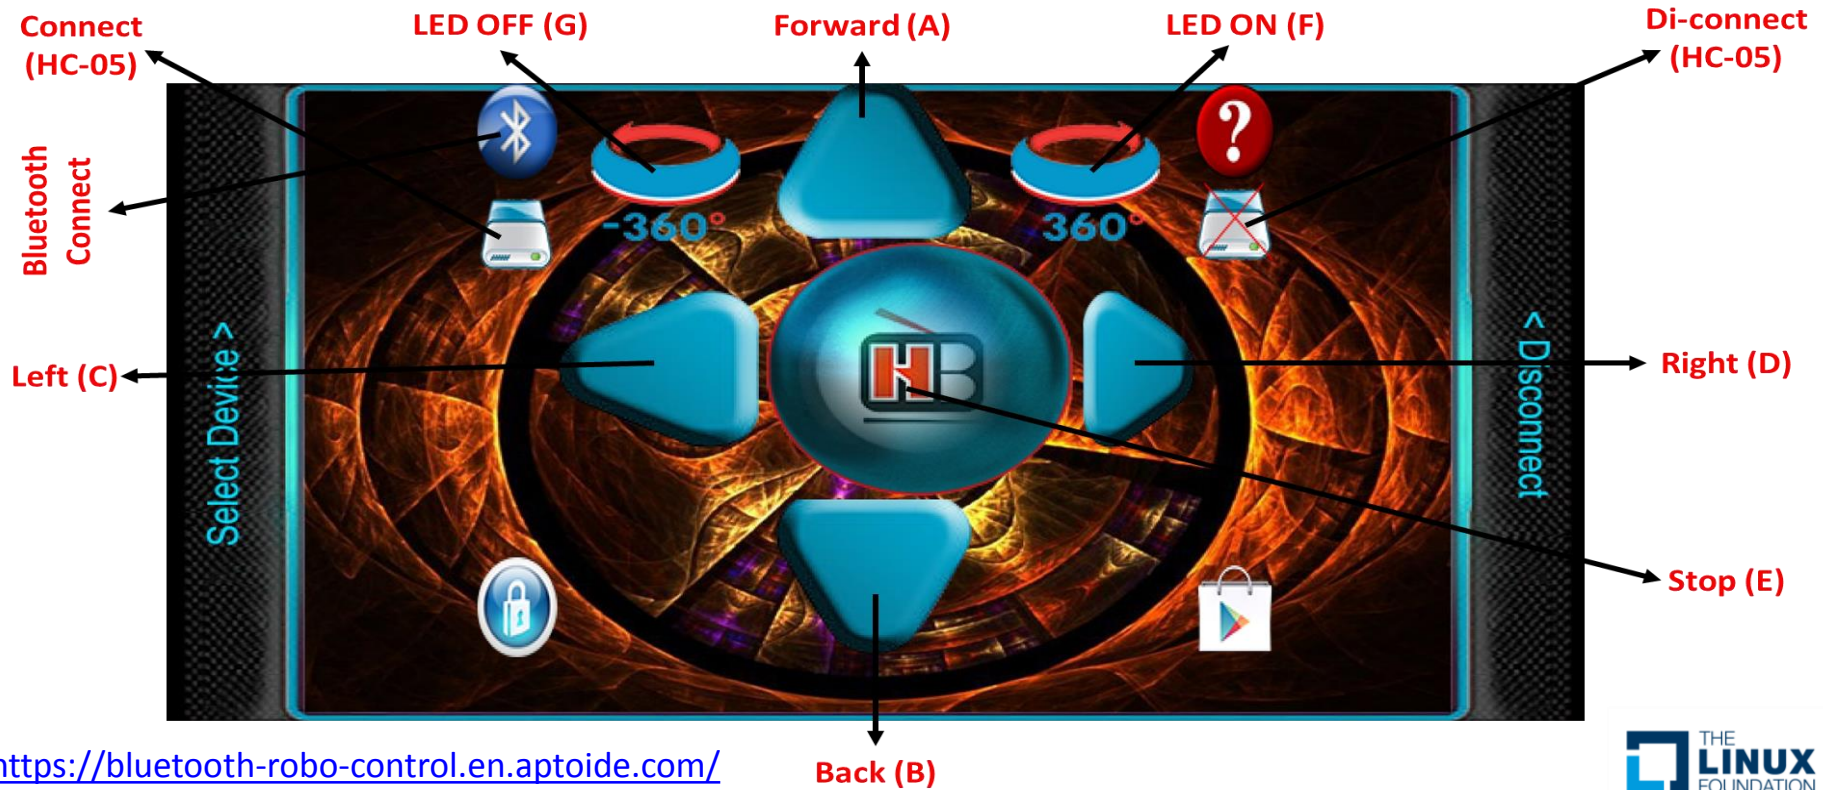 Connect
(HC-05)
LED OFF (G)
Forward (A)
LED ON (F)
Di-connect
(HC-05)
Bluetooth
Connect
-360°
360°
?
Left (C)
Select Device >
HB
< Disconnect
Right (D)
Stop (E)
https://bluetooth-robo-control.en.aptoide.com/
Back (B)
THE
LINUX
FOUNDATION